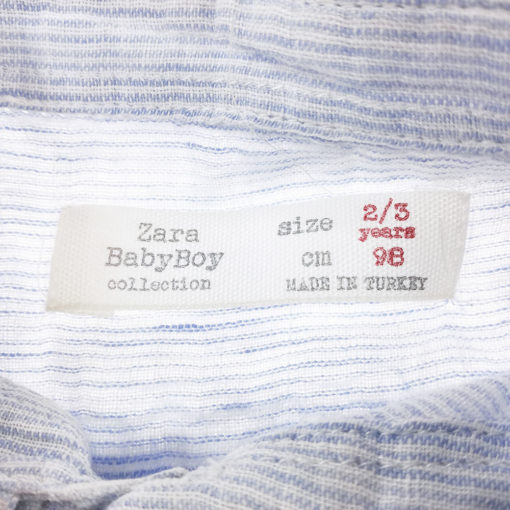 Zara
BabyBoy
collection
size 2/3
years
cm 98
MADE IN TURKEY